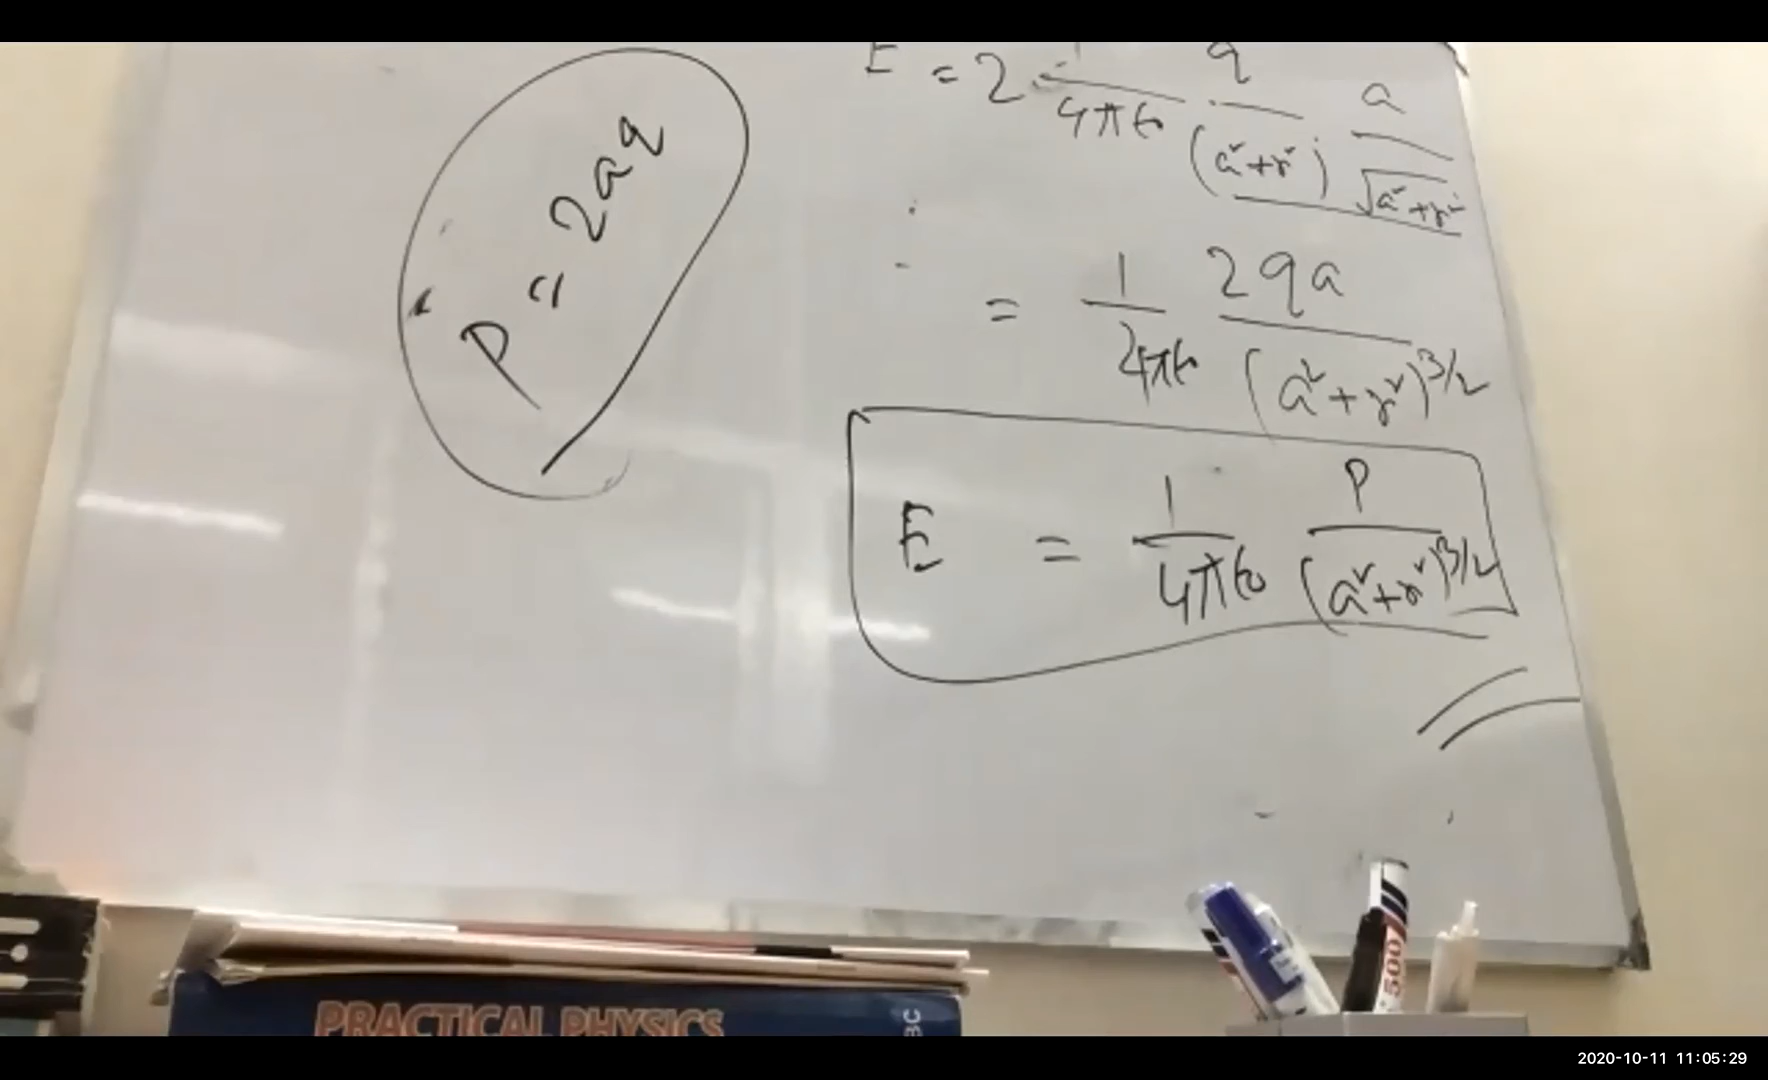 P = 2aq
E = 2 1/4πε₀ q/(a²+r²) a/√a²+r²
= 1/4πε₀ 2qa/(a²+r²)^3/2
E = 1/4πε₀ P/(a²+r²)^3/2
500
PRACTICAL PHYSICS
2020-10-11 11:05:29